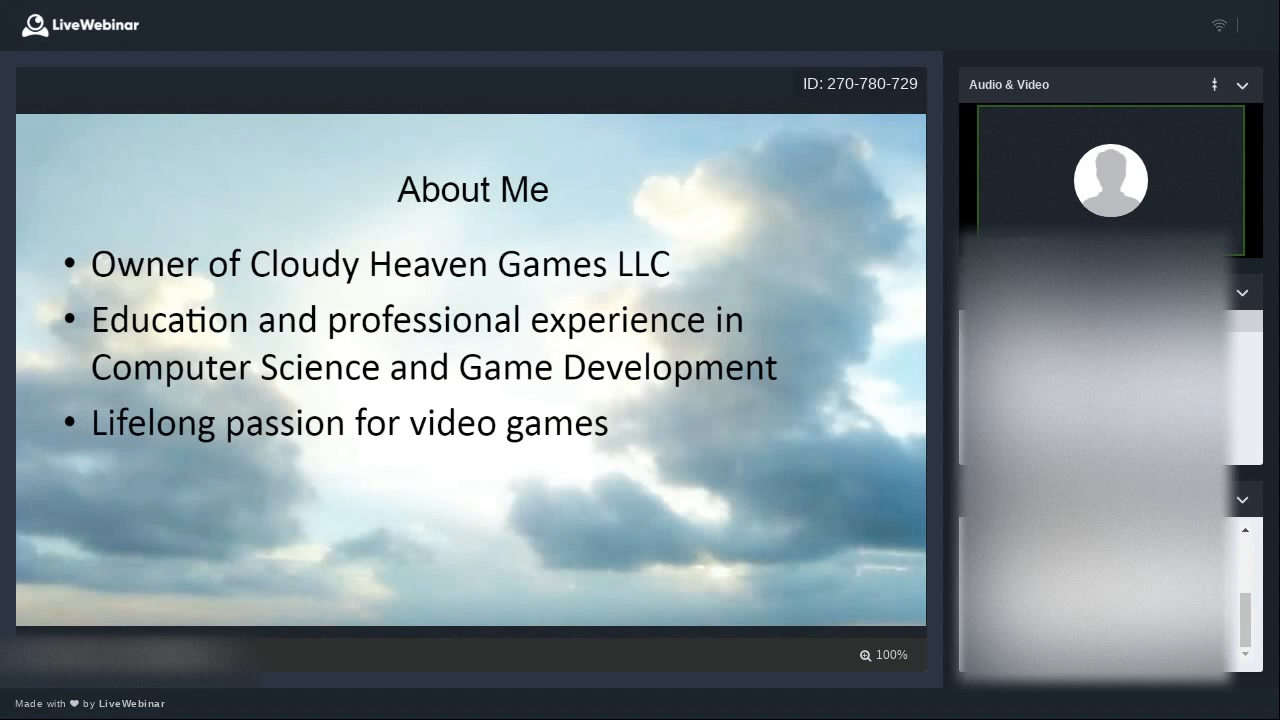 LiveWebinar
ID: 270-780-729
Audio & Video
About Me
• Owner of Cloudy Heaven Games LLC
• Education and professional experience in
Computer Science and Game Development
• Lifelong passion for video games
100%
Made with ♥ by LiveWebinar